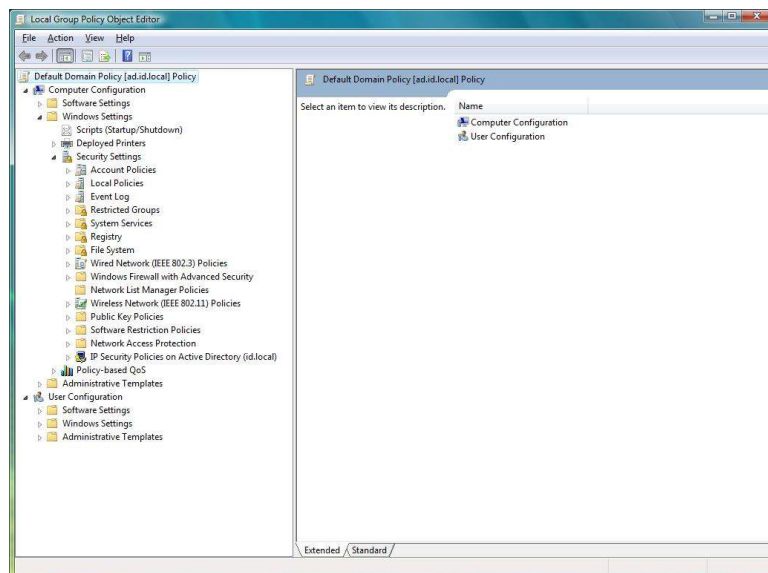 Local Group Policy Object Editor
File Action View Help
Default Domain Policy [ad.id.local] Policy
Computer Configuration
Software Settings
Windows Settings
Scripts (Startup/Shutdown)
Deployed Printers
Security Settings
Account Policies
Local Policies
Event Log
Restricted Groups
System Services
Registry
File System
Wired Network (IEEE 802.3) Policies
Windows Firewall with Advanced Security
Network List Manager Policies
Wireless Network (IEEE 802.11) Policies
Public Key Policies
Software Restriction Policies
Network Access Protection
IP Security Policies on Active Directory (id.local)
Policy-based QoS
Administrative Templates
User Configuration
Software Settings
Windows Settings
Administrative Templates
Default Domain Policy [ad.id.local] Policy
Select an item to view its description.
Name
Computer Configuration
User Configuration
Extended Standard